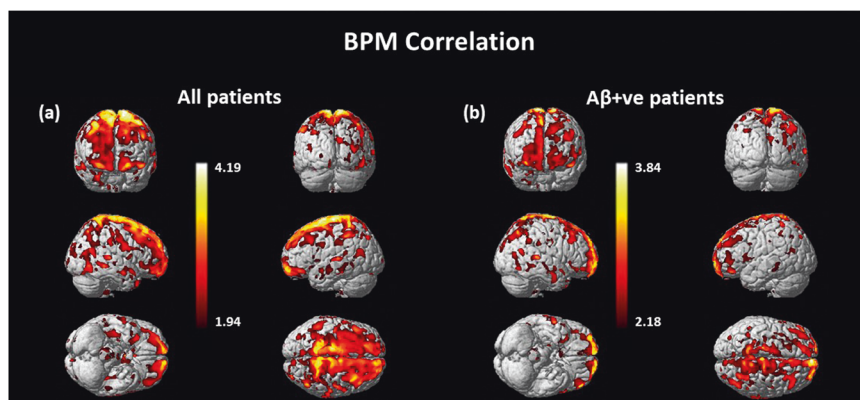 BPM Correlation
(a)
All patients
4.19
1.94
(b)
Aβ+ve patients
3.84
2.18